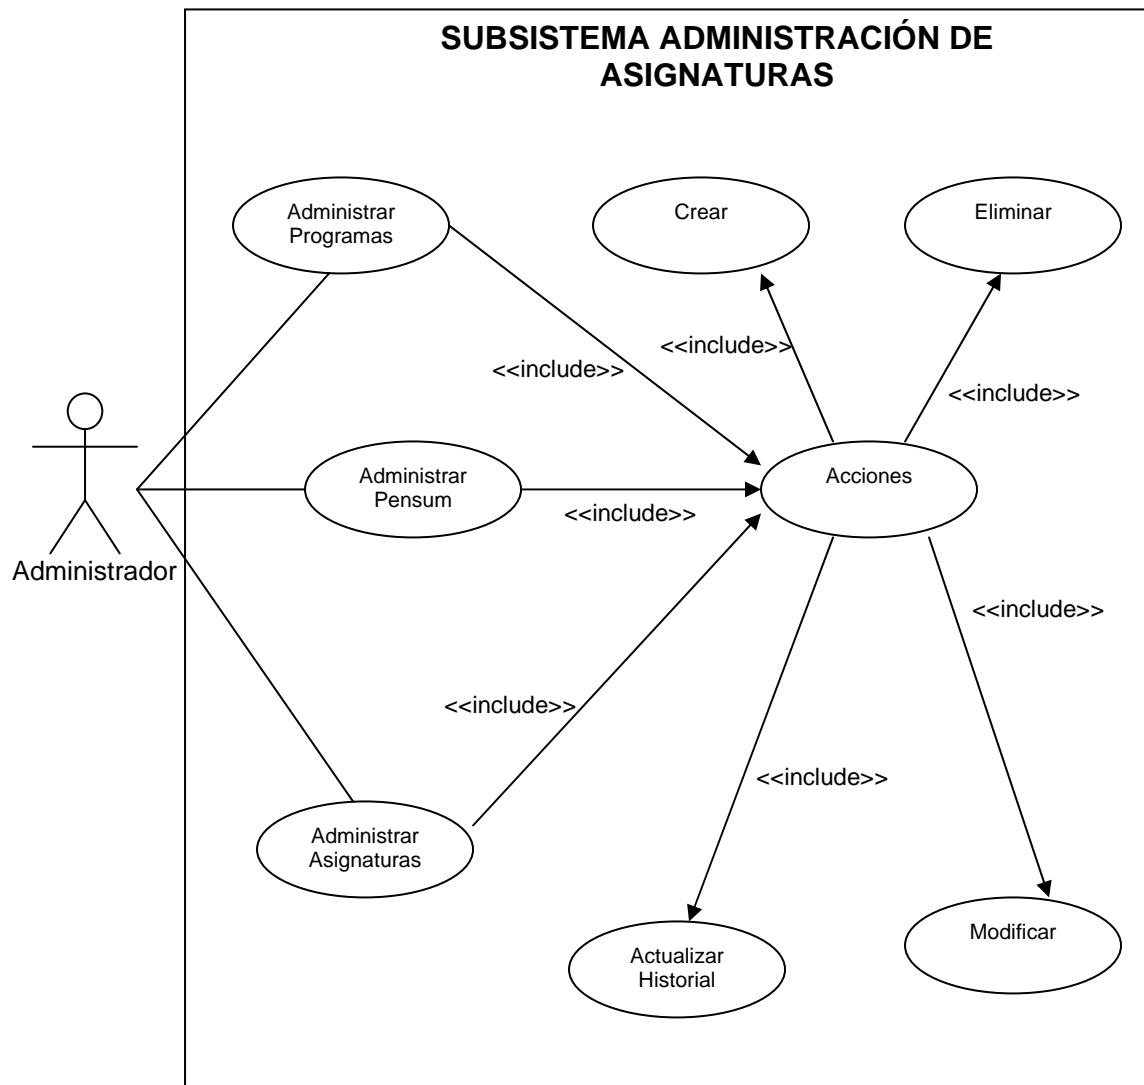 SUBSISTEMA ADMINISTRACIÓN DE
ASIGNATURAS
Administrar
Programas
Crear
Eliminar
<<include>>
<<include>>
<<include>>
Administrar
Pensum
<<include>>
Acciones
Administrador
<<include>>
<<include>>
<<include>>
Administrar
Asignaturas
Actualizar
Historial
Modificar